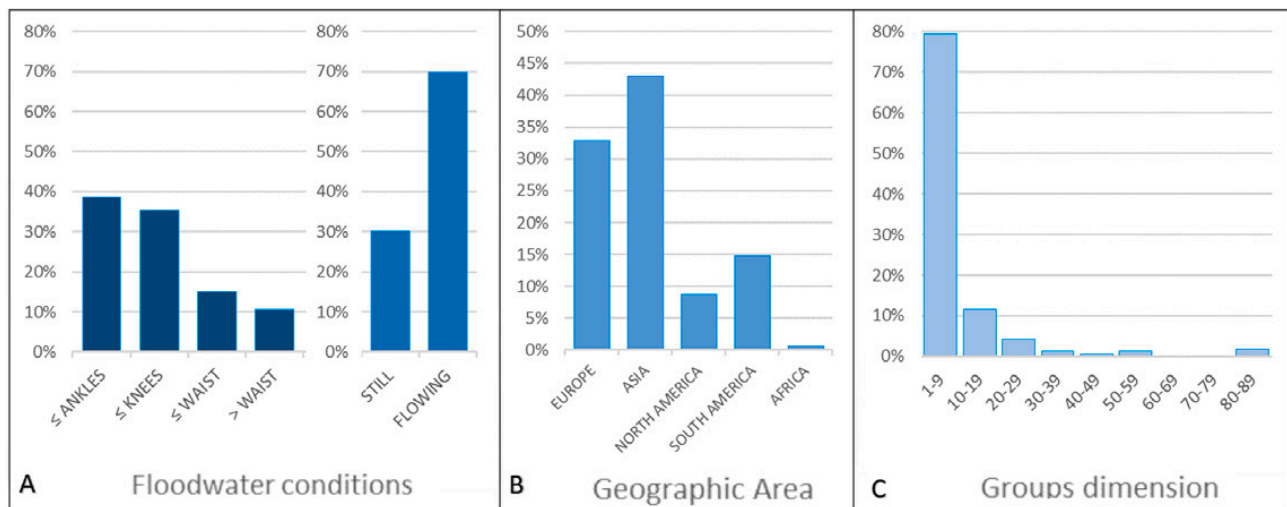 80%
70%
60%
50%
40%
30%
20%
10%
0%
≤ ANKLES
≤ KNEES
≤ WAIST
> WAIST
80%
70%
60%
50%
40%
30%
20%
10%
0%
STILL
FLOWING
A
Floodwater conditions
50%
45%
40%
35%
30%
25%
20%
15%
10%
5%
0%
EUROPE
ASIA
NORTH AMERICA
SOUTH AMERICA
AFRICA
B
Geographic Area
80%
70%
60%
50%
40%
30%
20%
10%
0%
1-9
10-19
20-29
30-39
40-49
50-59
60-69
70-79
80-89
C
Groups dimension